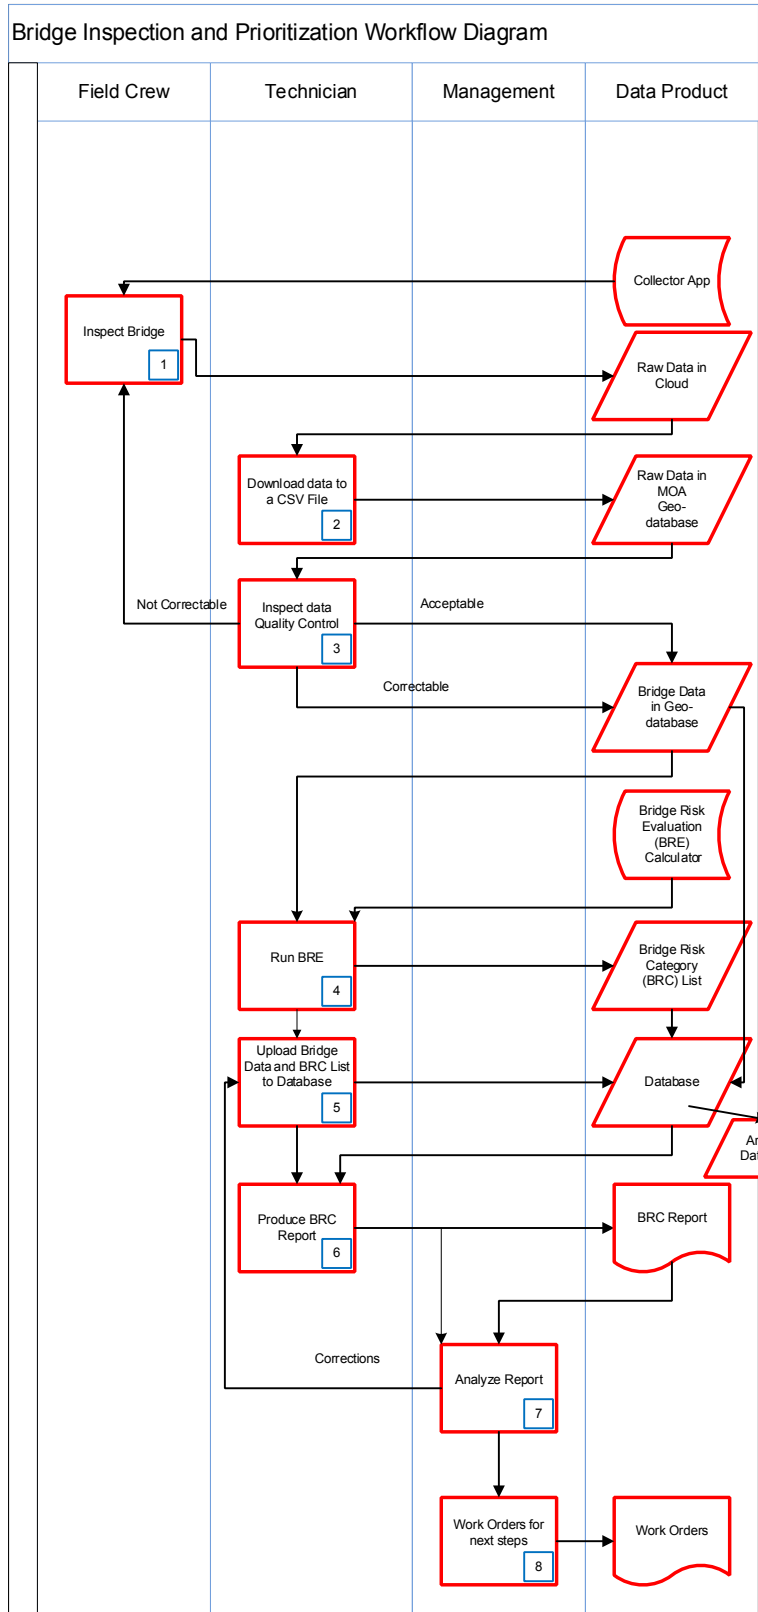 Bridge Inspection and Prioritization Workflow Diagram
Field Crew
Technician
Management
Data Product
Collector App
Inspect Bridge
1
Raw Data in
Cloud
Download data to
a CSV File
2
Raw Data in
MOA
Geo-
database
Not Correctable
Inspect data
Quality Control
3
Acceptable
Correctable
Bridge Data
in Geo-
database
Bridge Risk
Evaluation
(BRE)
Calculator
Run BRE
4
Bridge Risk
Category
(BRC) List
Upload Bridge
Data and BRC List
to Database
5
Database
Produce BRC
Report
6
BRC Report
Corrections
Analyze Report
7
Work Orders for
next steps
8
Work Orders